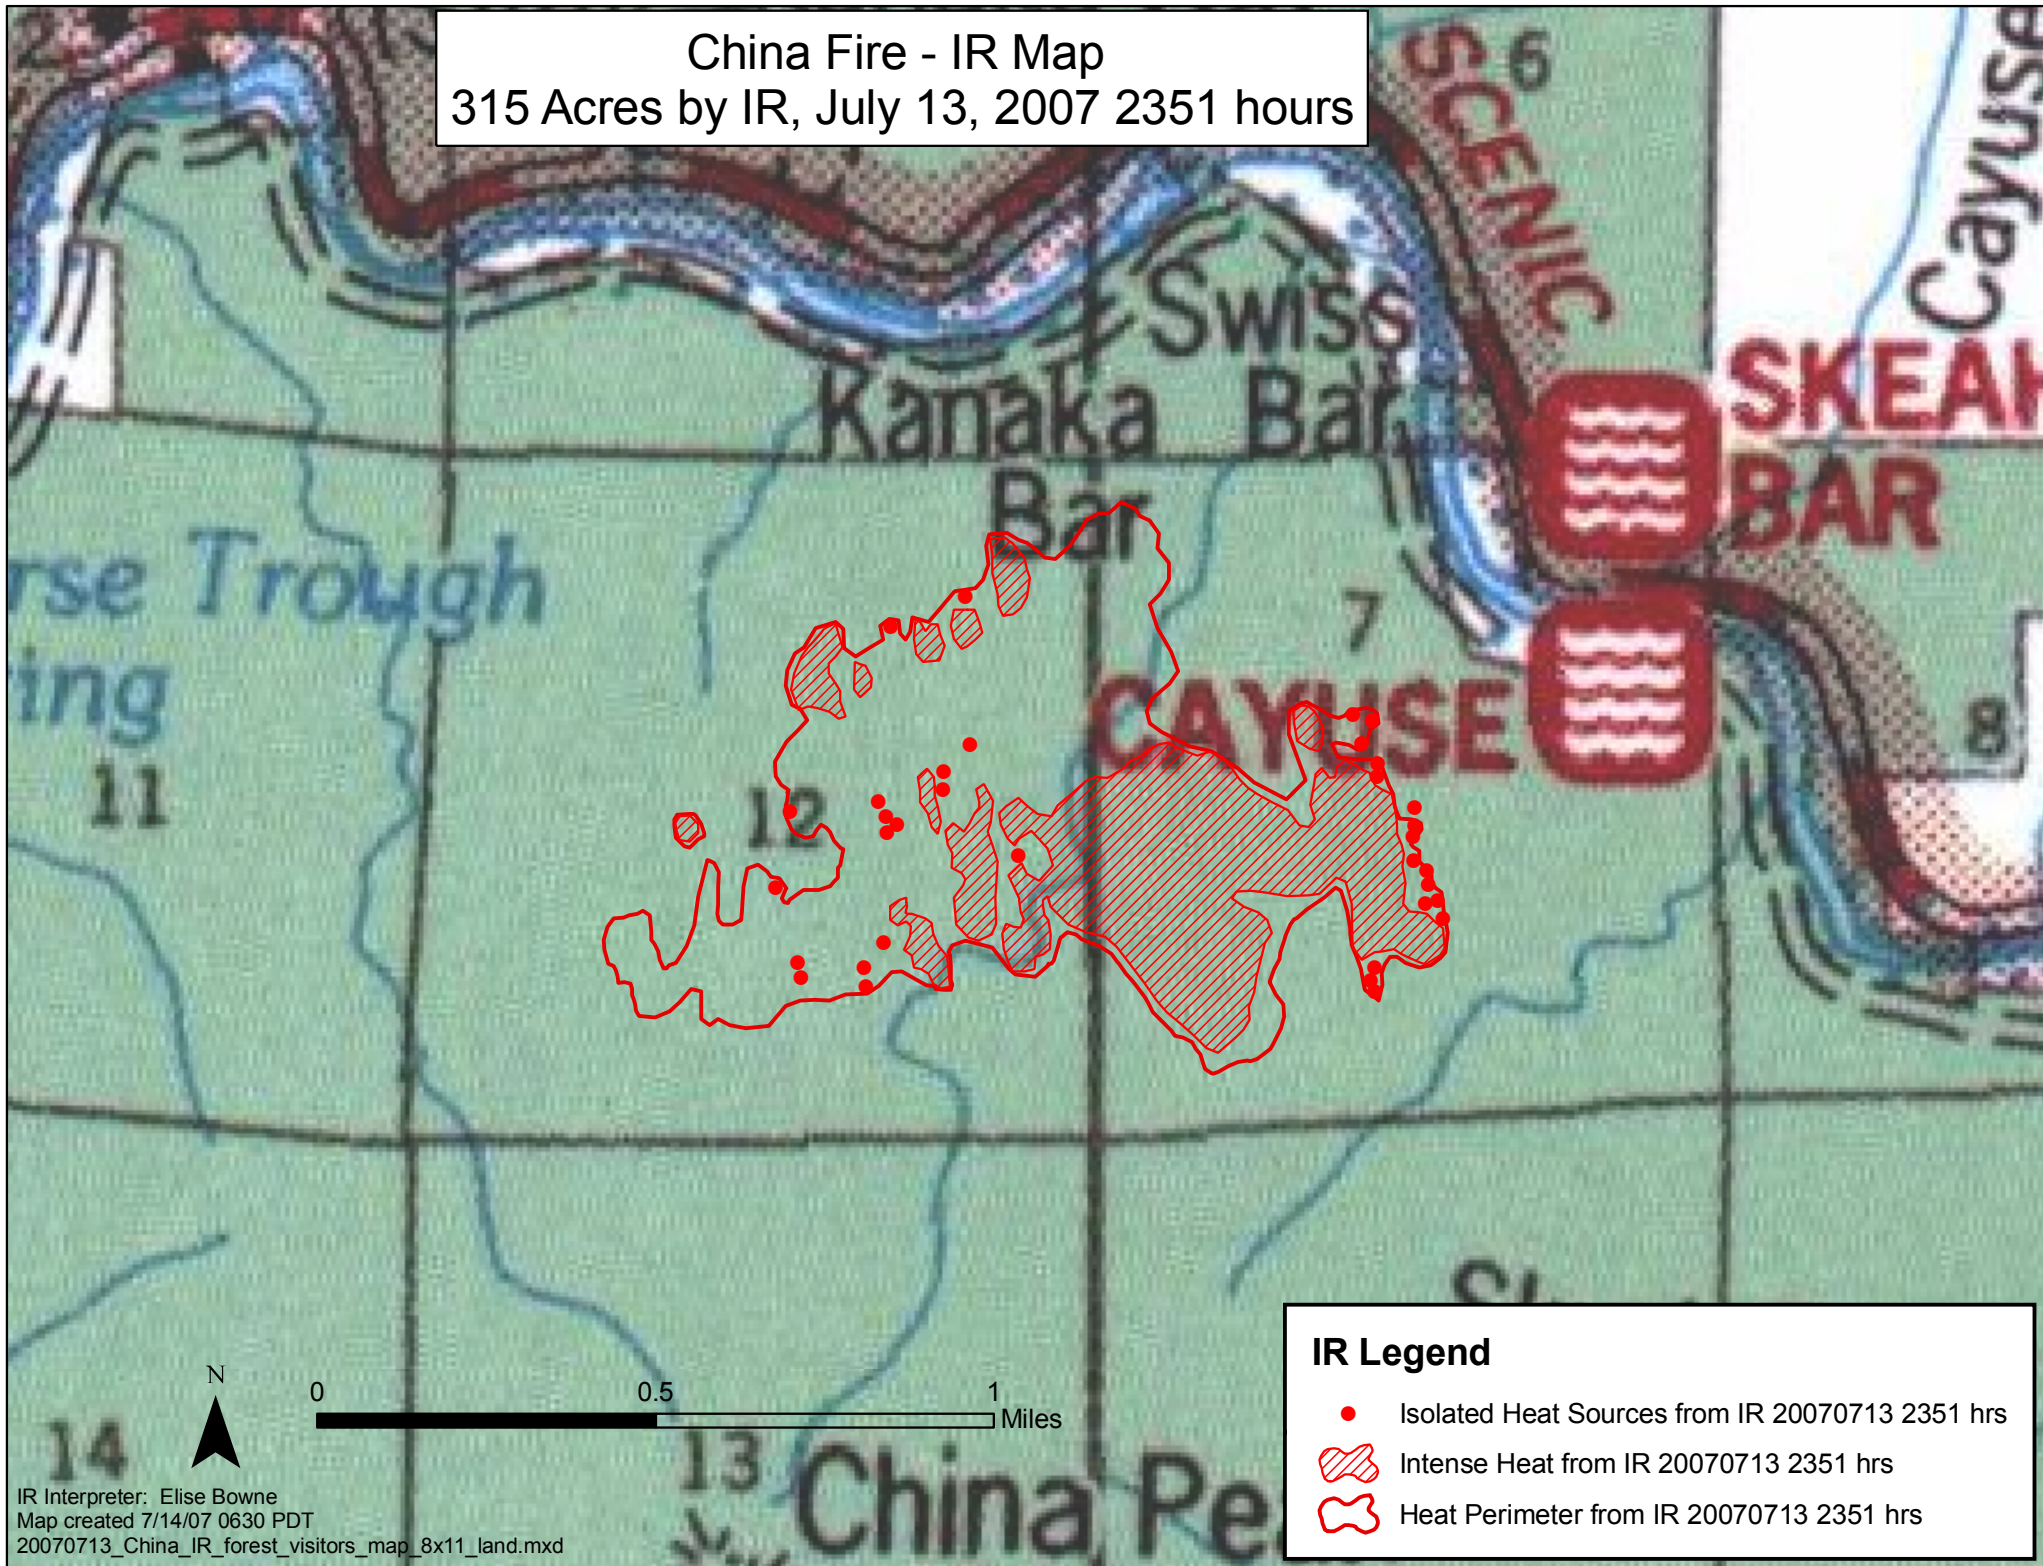 China Fire - IR Map
315 Acres by IR, July 13, 2007 2351 hours
2
6
SCENIC
Cayuse
Swiss
Bar
Kanaka
Bar
SKEAH
BAR
rse Trough
ing
7
CAYUSE
8
11
12
14
13
China Pe
N
0 0.5 1
Miles
IR Interpreter: Elise Bowne
Map created 7/14/07 0630 PDT
20070713_China_IR_forest_visitors_map_8x11_land.mxd
IR Legend
Isolated Heat Sources from IR 20070713 2351 hrs
Intense Heat from IR 20070713 2351 hrs
Heat Perimeter from IR 20070713 2351 hrs